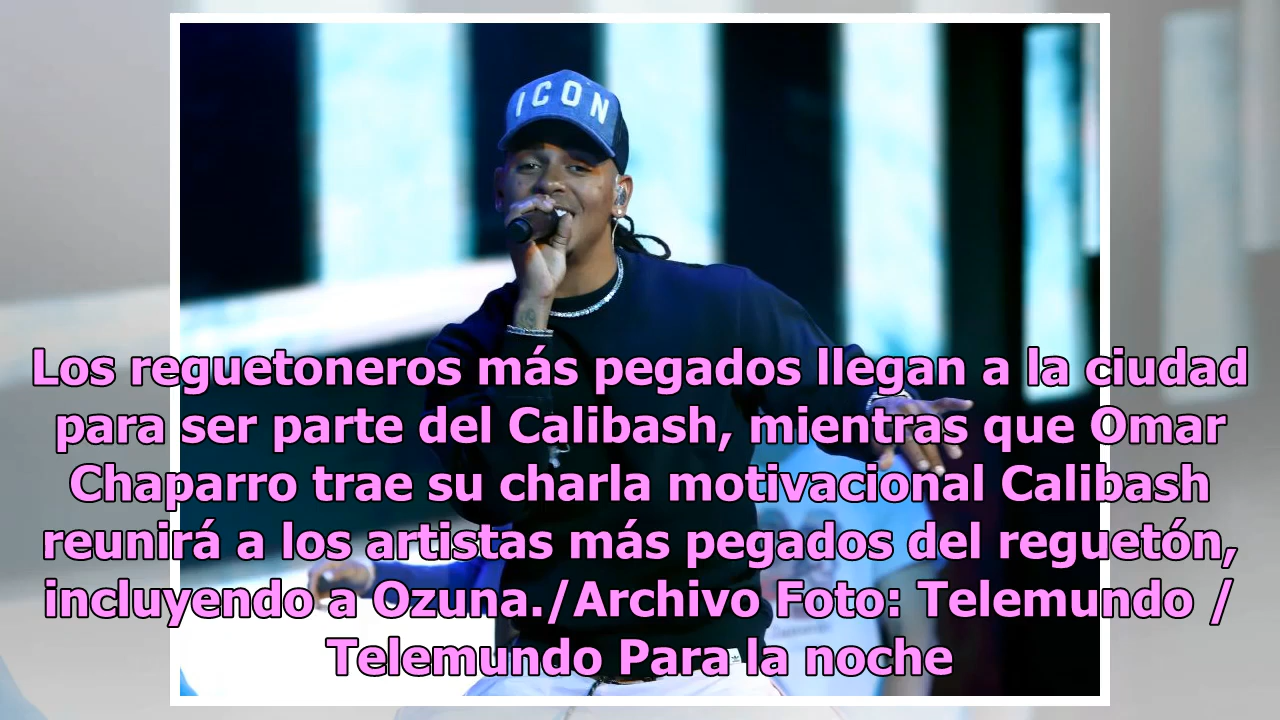 ICON
Los reguetoneros más pegados llegan a la ciudad
para ser parte del Calibash, mientras que Omar
Chaparro trae su charla motivacional Calibash
reunirá a los artistas más pegados del reguetón,
incluyendo a Ozuna./Archivo Foto: Telemundo /
Telemundo Para la noche